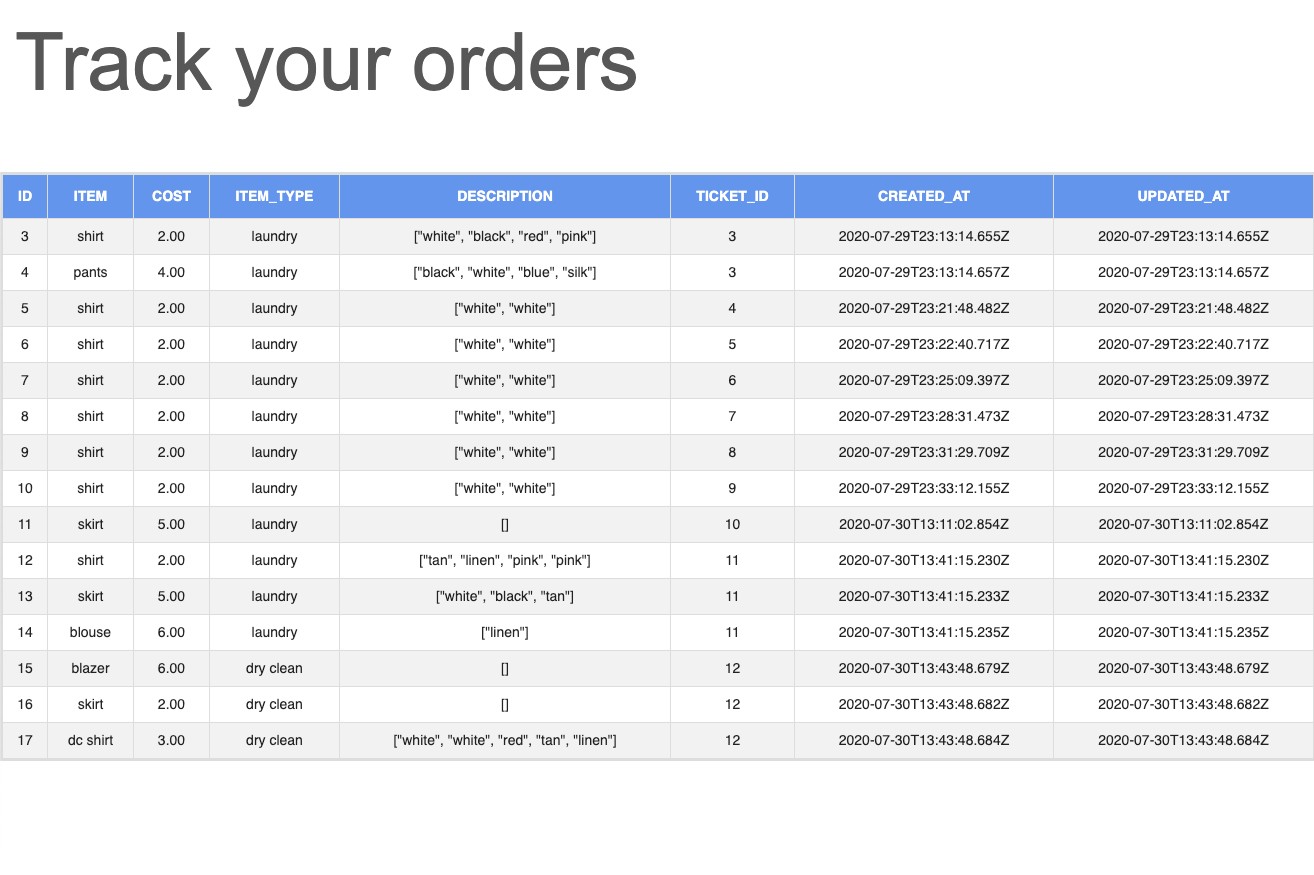 Track your orders
ID ITEM COST ITEM_TYPE DESCRIPTION TICKET_ID CREATED_AT UPDATED_AT
3 shirt 2.00 laundry ["white", "black", "red", "pink"] 3 2020-07-29T23:13:14.655Z 2020-07-29T23:13:14.655Z
4 pants 4.00 laundry ["black", "white", "blue", "silk"] 3 2020-07-29T23:13:14.657Z 2020-07-29T23:13:14.657Z
5 shirt 2.00 laundry ["white", "white"] 4 2020-07-29T23:21:48.482Z 2020-07-29T23:21:48.482Z
6 shirt 2.00 laundry ["white", "white"] 5 2020-07-29T23:22:40.717Z 2020-07-29T23:22:40.717Z
7 shirt 2.00 laundry ["white", "white"] 6 2020-07-29T23:25:09.397Z 2020-07-29T23:25:09.397Z
8 shirt 2.00 laundry ["white", "white"] 7 2020-07-29T23:28:31.473Z 2020-07-29T23:28:31.473Z
9 shirt 2.00 laundry ["white", "white"] 8 2020-07-29T23:31:29.709Z 2020-07-29T23:31:29.709Z
10 shirt 2.00 laundry ["white", "white"] 9 2020-07-29T23:33:12.155Z 2020-07-29T23:33:12.155Z
11 skirt 5.00 laundry [] 10 2020-07-30T13:11:02.854Z 2020-07-30T13:11:02.854Z
12 shirt 2.00 laundry ["tan", "linen", "pink", "pink"] 11 2020-07-30T13:41:15.230Z 2020-07-30T13:41:15.230Z
13 skirt 5.00 laundry ["white", "black", "tan"] 11 2020-07-30T13:41:15.233Z 2020-07-30T13:41:15.233Z
14 blouse 6.00 laundry ["linen"] 11 2020-07-30T13:41:15.235Z 2020-07-30T13:41:15.235Z
15 blazer 6.00 dry clean [] 12 2020-07-30T13:43:48.679Z 2020-07-30T13:43:48.679Z
16 skirt 2.00 dry clean [] 12 2020-07-30T13:43:48.682Z 2020-07-30T13:43:48.682Z
17 dc shirt 3.00 dry clean ["white", "white", "red", "tan", "linen"] 12 2020-07-30T13:43:48.684Z 2020-07-30T13:43:48.684Z